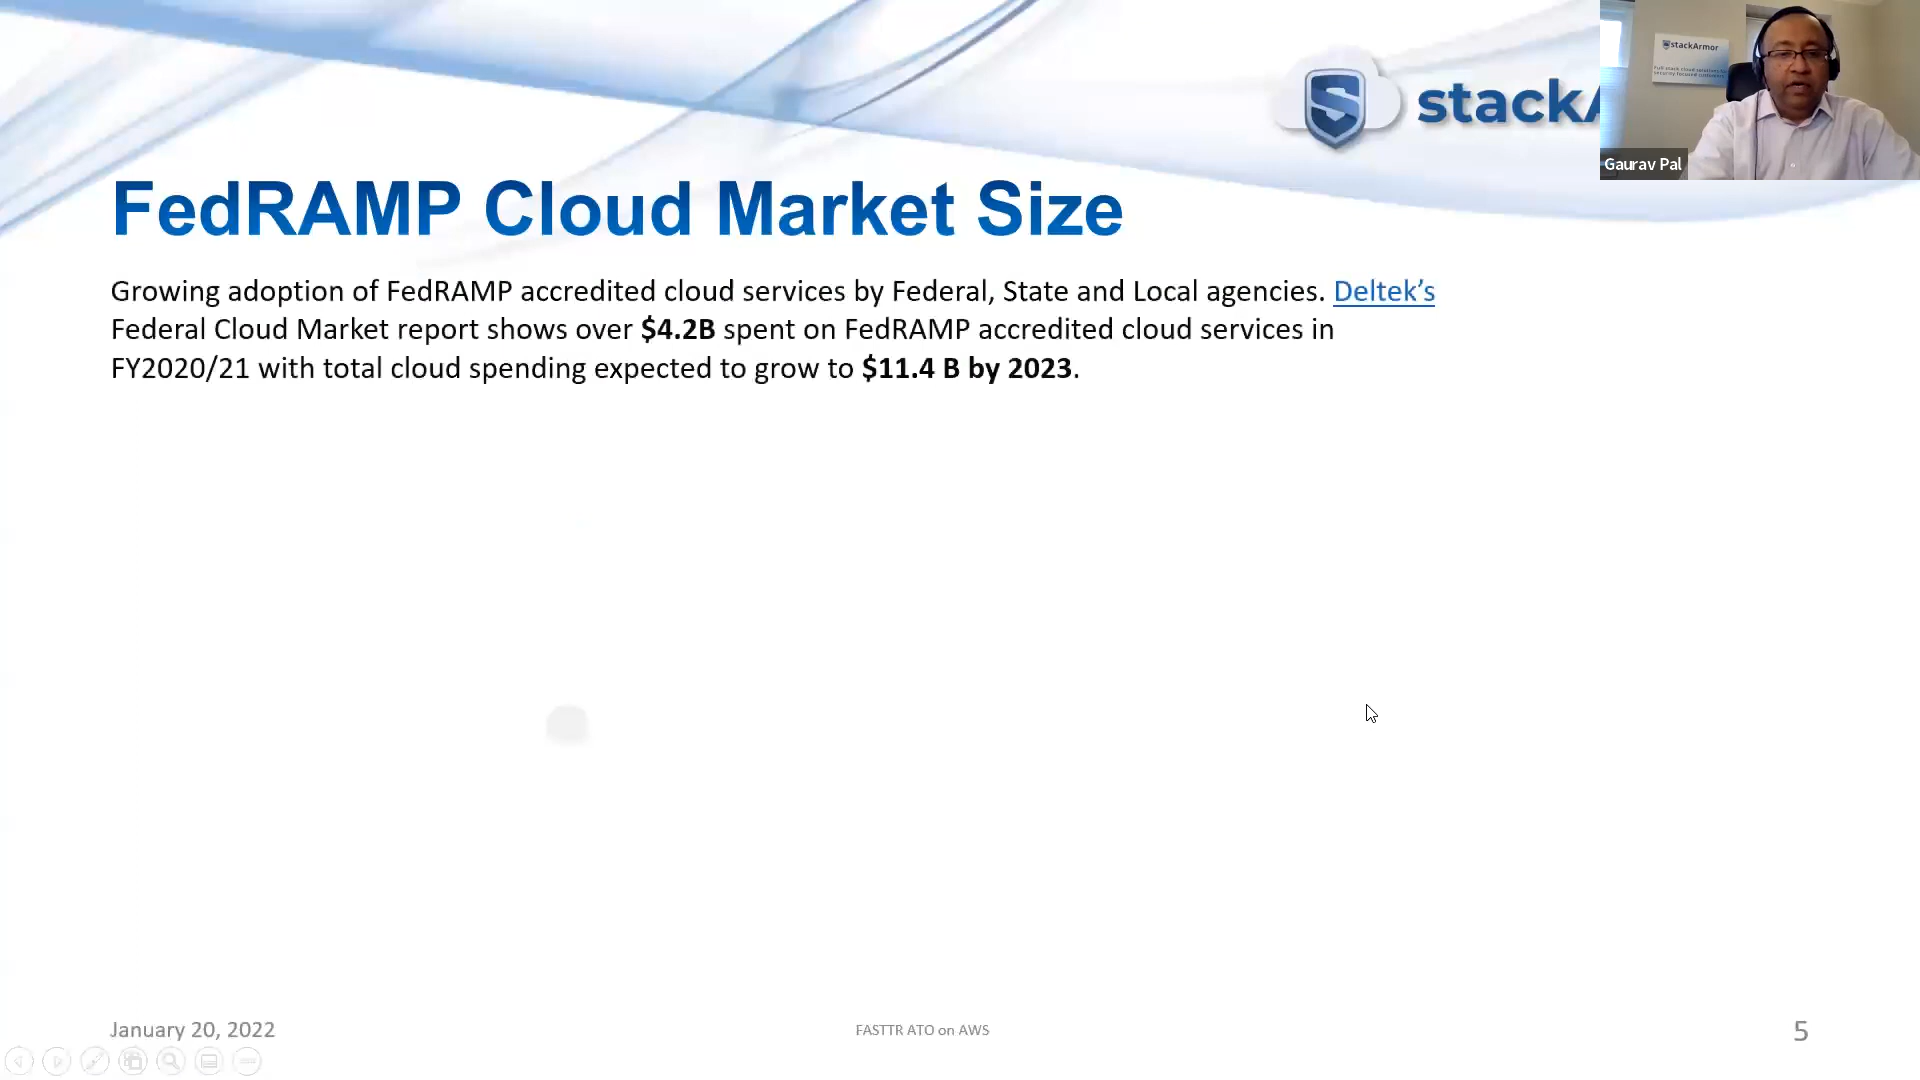 stackA
stackArmor
Gaurav Pal
FedRAMP Cloud Market Size
Growing adoption of FedRAMP accredited cloud services by Federal, State and Local agencies. Deltek’s
Federal Cloud Market report shows over $4.2B spent on FedRAMP accredited cloud services in
FY2020/21 with total cloud spending expected to grow to $11.4 B by 2023.
January 20, 2022
FASTTR ATO on AWS
5